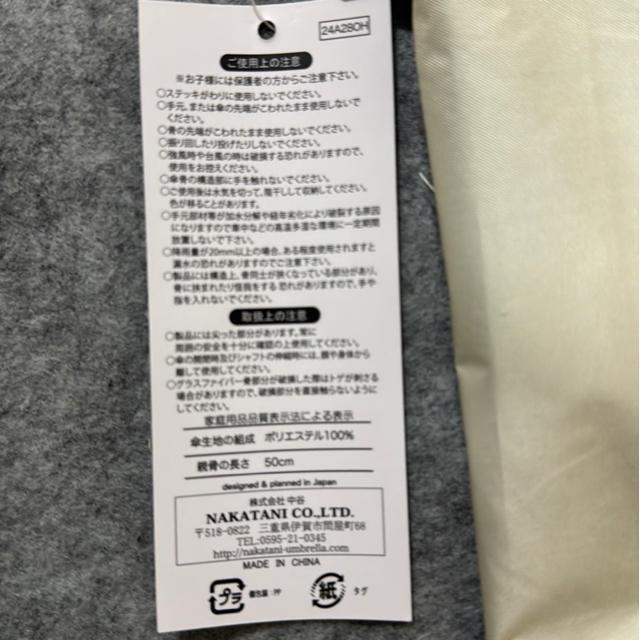 24A280H
ご使用上の注意
※お子様には保護者の方からご注意下さい。
○ステッキがわりに使用しないでください。
○手元、または傘の先端がこわれたまま使用しないで
ください。
○骨の先端がこわれたまま使用しないでください。
○振り回したり投げたりしないでください。
○強風時や台風の時は破損する恐れがありますので、
使用をお控えください。
○傘骨の構造部に手を触れないでください。
○ご使用後は水気を切って、陰干しして収納してください。
色が移ることがあります。
○手元部材等が加水分解や経年劣化により破裂する原因
になりますので車中などの高温多湿な環境に一定期間
放置しないで下さい。
○降雨量が20mm以上の場合、ある程度使用されますと
漏水の恐れがありますのでご注意下さい。
○製品には構造上、骨同士が狭くなっている部分があり、
骨に挟まれたり怪我をする恐れがありますので、手や
指を入れないでください。
取扱上の注意
○製品には尖った部分があります。常に
周囲の安全を十分に確認の上使用してください。
○傘の開閉時及びシャフトの伸縮時には、顔や身体から
離して使用してください。
○グラスファイバー骨部分が破損した際はトゲが刺さる
場合がありますので、破損部分を直接触らないように
してください。
家庭用品品質表示法による表示
傘生地の組成 ポリエステル100%
親骨の長さ 50cm
designed & planned in Japan
株式会社 中谷
NAKATANI CO.,LTD.
〒518-0822 三重県伊賀市問屋町68
TEL:0595-21-0345
http://nakatani-umbrella.com
MADE IN CHINA
プラ 個包装:PP 紙 タグ